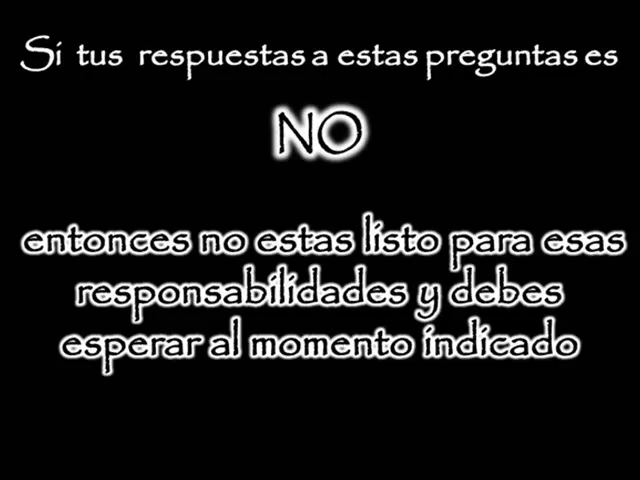 Si tus respuestas a estas preguntas es
NO
entonces no estas listo para esas
responsabilidades y debes
esperar al momento indicado